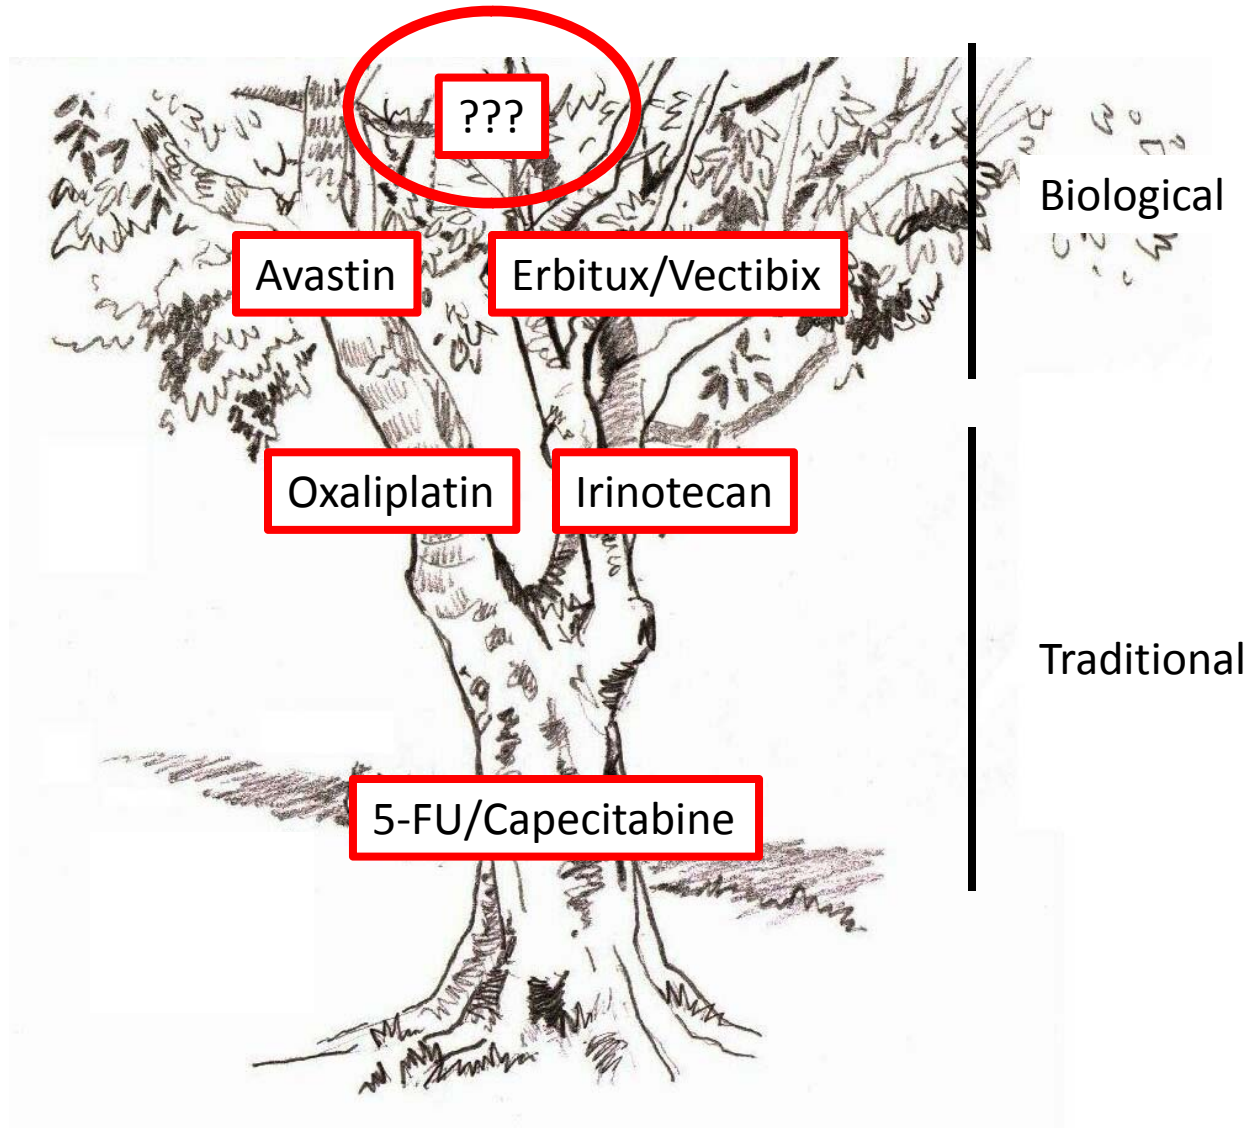 ???
Biological
Avastin
Erbitux/Vectibix
Oxaliplatin
Irinotecan
Traditional
5-FU/Capecitabine